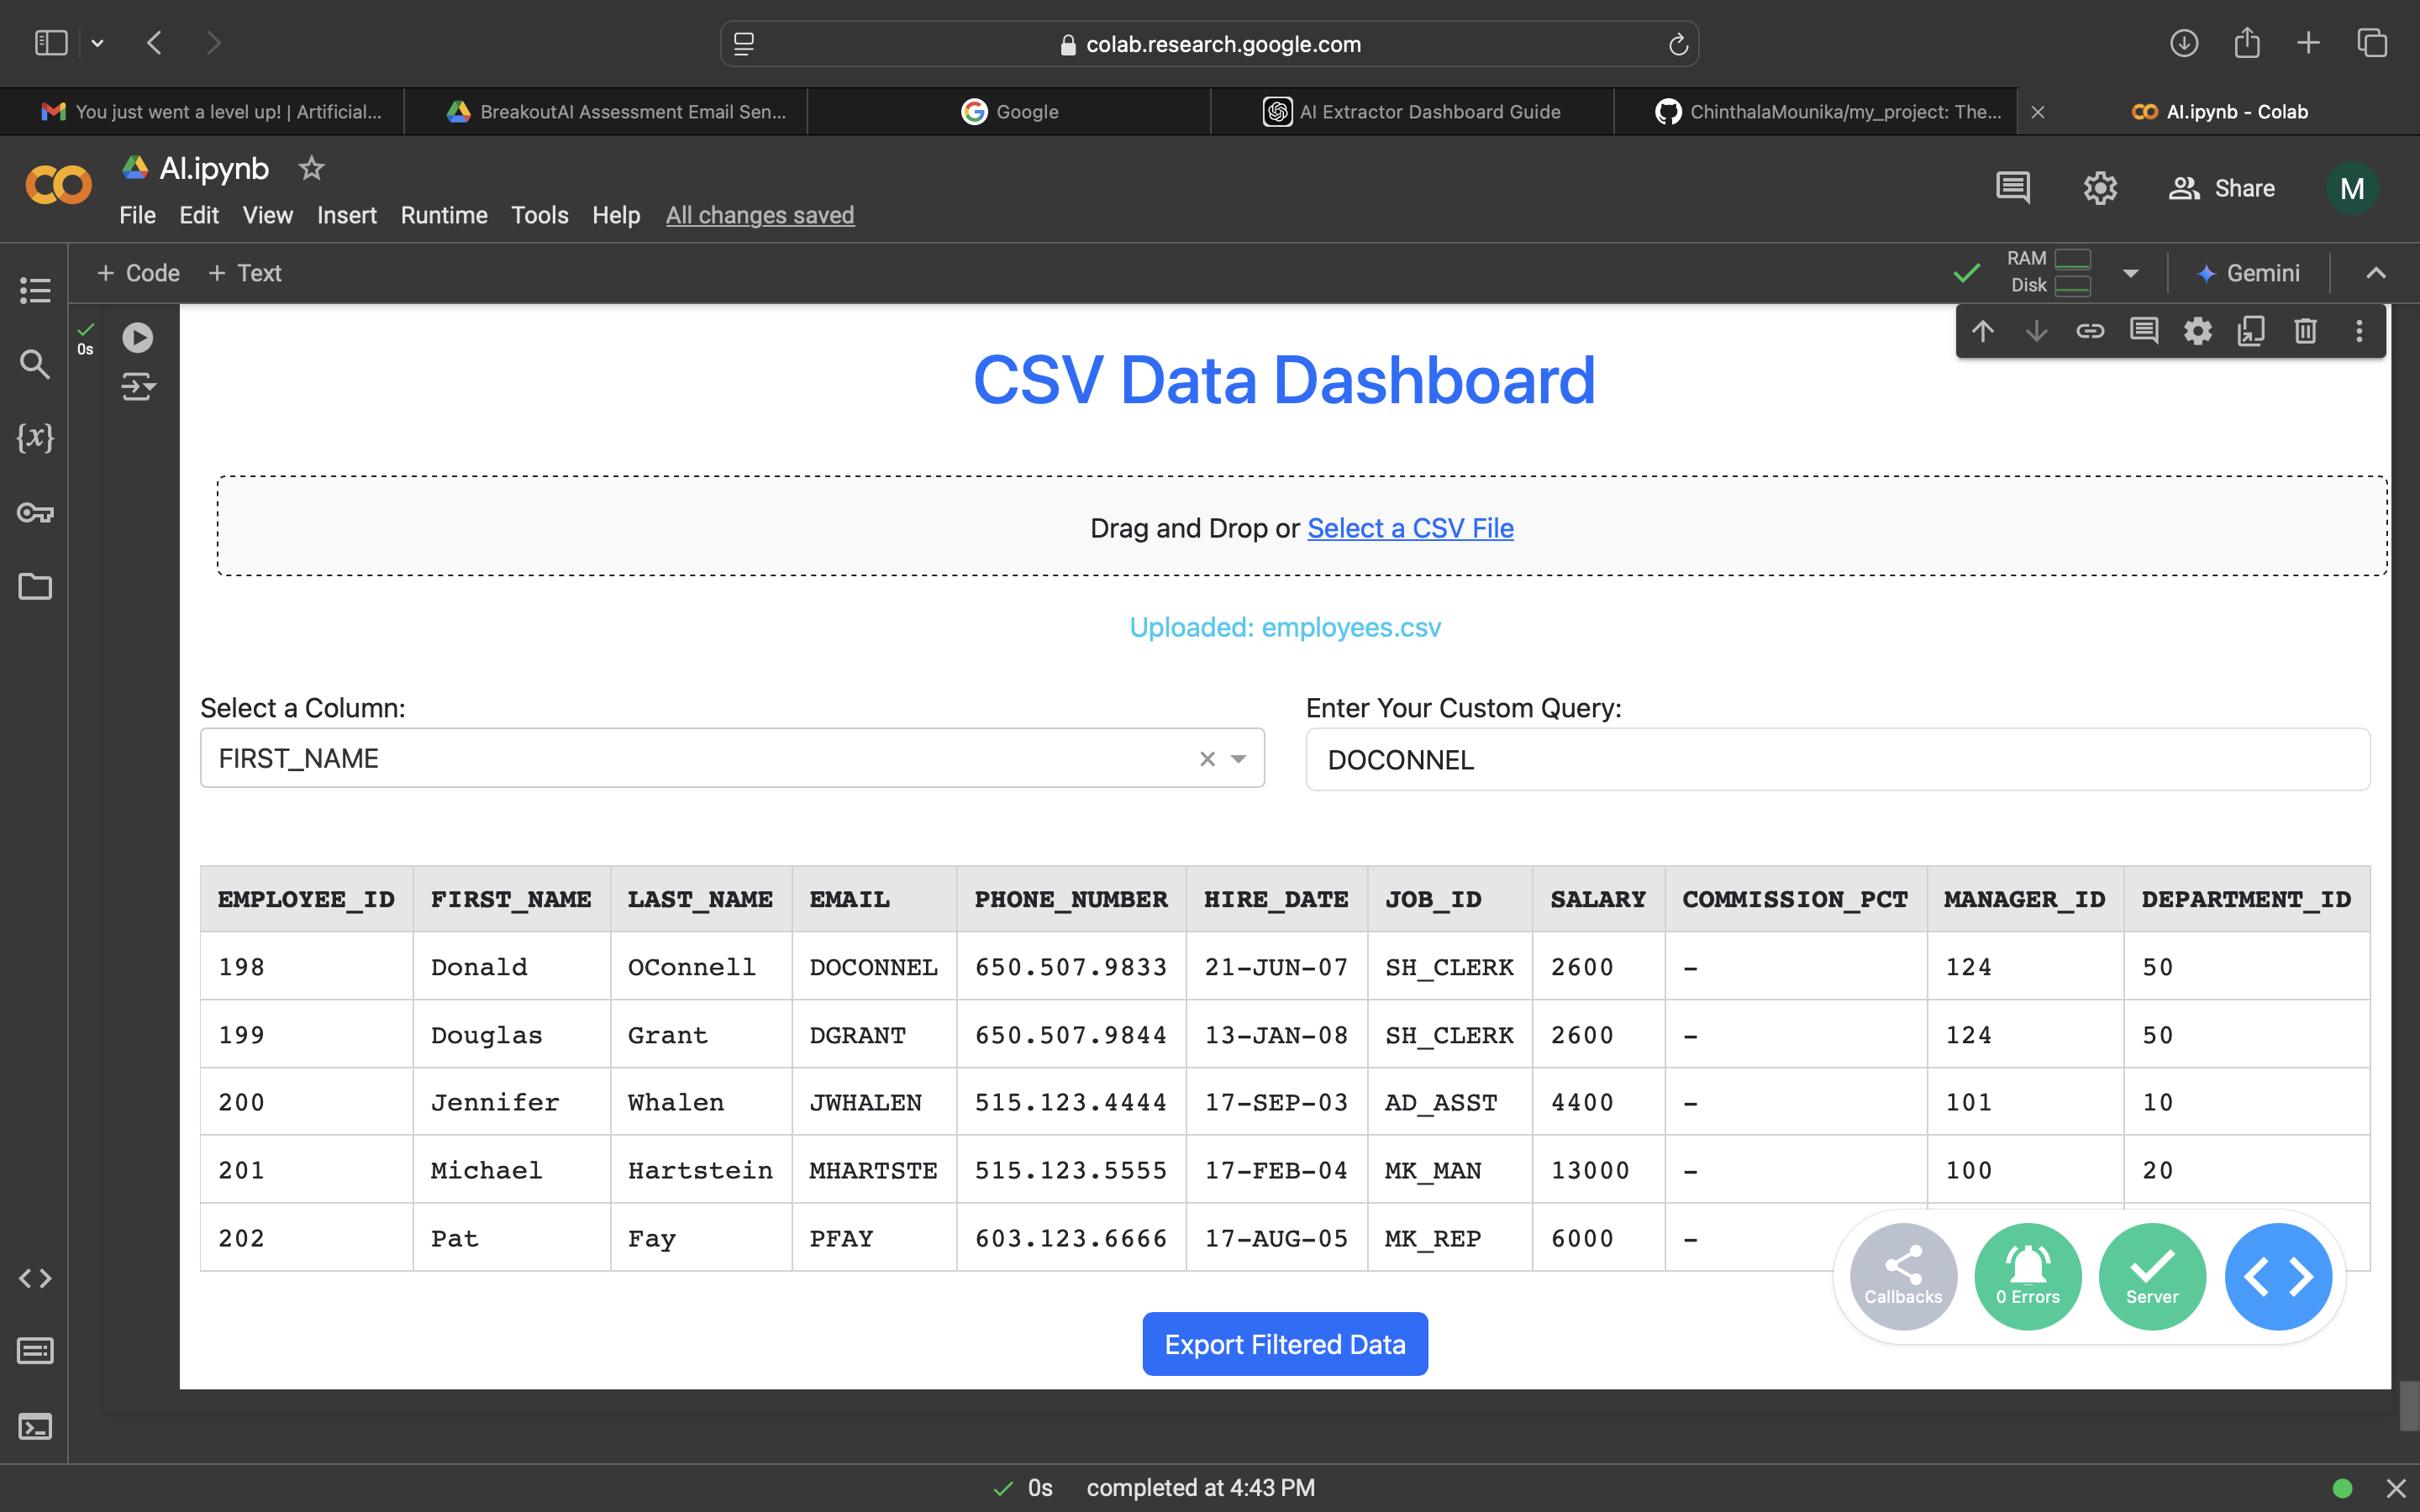 colab.research.google.com
You just went a level up! | Artificial...
BreakoutAI Assessment Email Sen...
Google
AI Extractor Dashboard Guide
ChinthalaMounika/my_project: The...
AI.ipynb - Colab
AI.ipynb
File Edit View Insert Runtime Tools Help All changes saved
Share
M
+ Code + Text
RAM
Disk
Gemini
0s
{x}
CSV Data Dashboard
Drag and Drop or Select a CSV File
Uploaded: employees.csv
Select a Column:
Enter Your Custom Query:
FIRST_NAME
DOCONNEL
EMPLOYEE_ID FIRST_NAME LAST_NAME EMAIL PHONE_NUMBER HIRE_DATE JOB_ID SALARY COMMISSION_PCT MANAGER_ID DEPARTMENT_ID
198 Donald OConnell DOCONNEL 650.507.9833 21-JUN-07 SH_CLERK 2600 - 124 50
199 Douglas Grant DGRANT 650.507.9844 13-JAN-08 SH_CLERK 2600 - 124 50
200 Jennifer Whalen JWHALEN 515.123.4444 17-SEP-03 AD_ASST 4400 - 101 10
201 Michael Hartstein MHARTSTE 515.123.5555 17-FEB-04 MK_MAN 13000 - 100 20
202 Pat Fay PFAY 603.123.6666 17-AUG-05 MK_REP 6000 -
Callbacks
0 Errors
Server
Export Filtered Data
0s completed at 4:43 PM